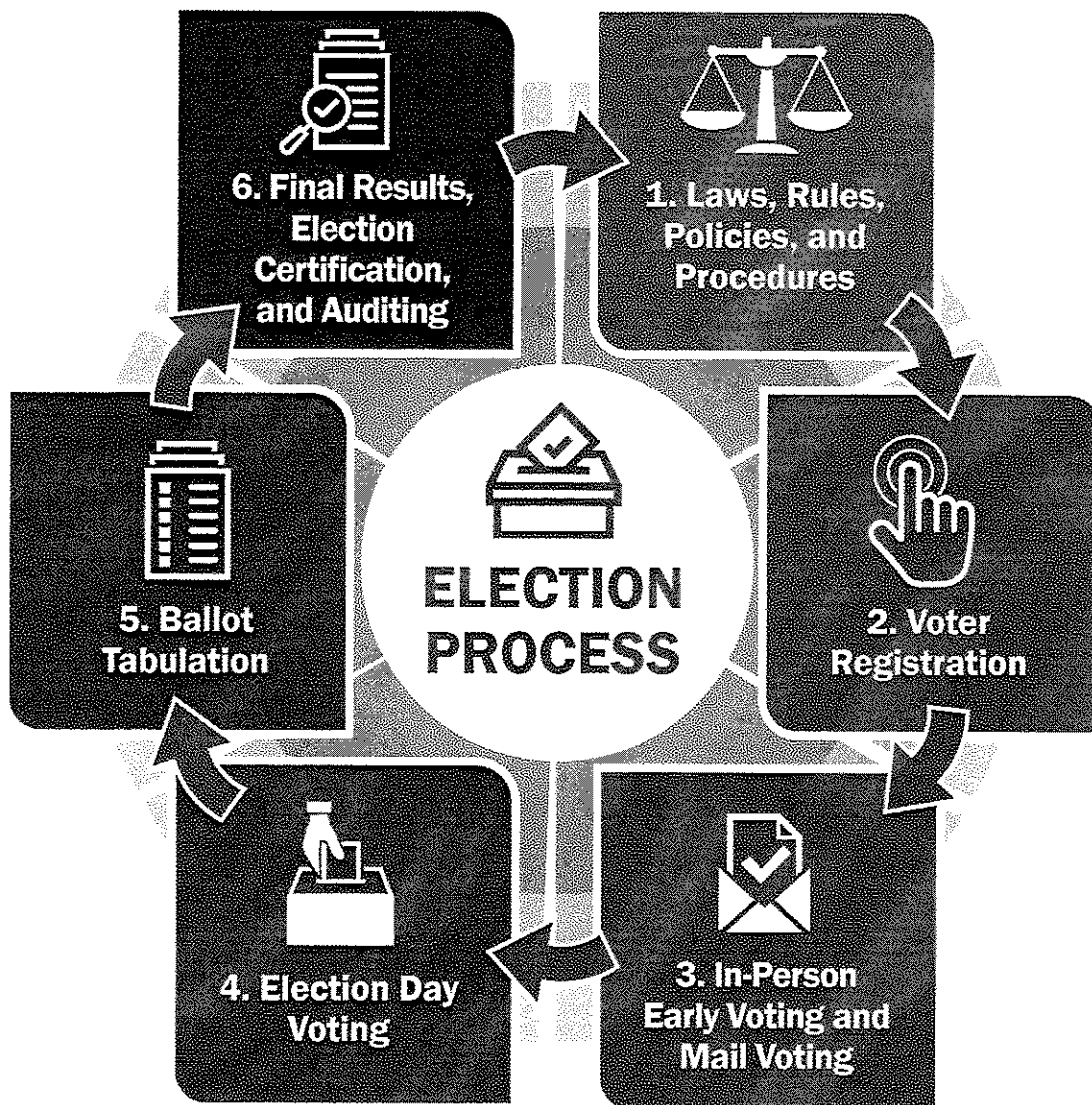 ELECTION
PROCESS
1. Laws, Rules,
Policies, and
Procedures
2. Voter
Registration
3. In-Person
Early Voting and
Mail Voting
4. Election Day
Voting
5. Ballot
Tabulation
6. Final Results,
Election
Certification,
and Auditing